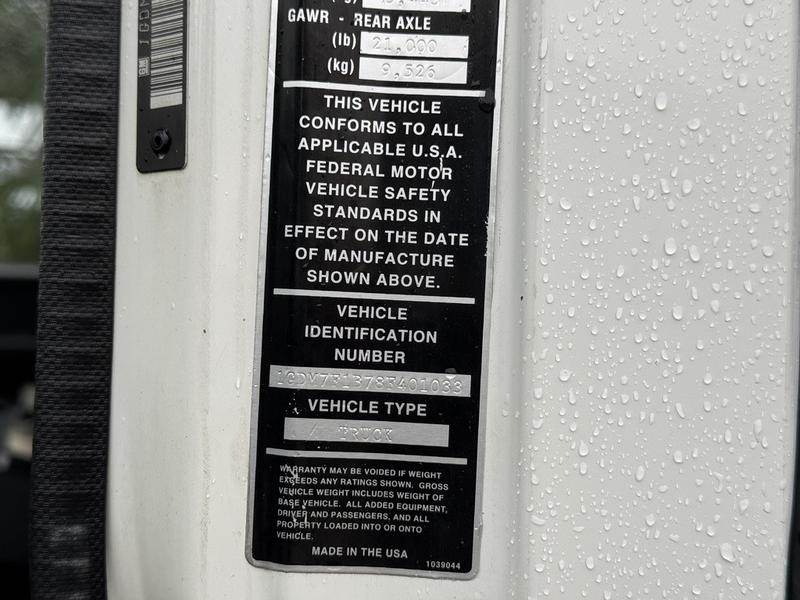 GM
GAWR - REAR AXLE
(lb) 21,000
(kg) 9,526
THIS VEHICLE
CONFORMS TO ALL
APPLICABLE U.S.A.
FEDERAL MOTOR
VEHICLE SAFETY
STANDARDS IN
EFFECT ON THE DATE
OF MANUFACTURE
SHOWN ABOVE.
VEHICLE
IDENTIFICATION
NUMBER
VEHICLE TYPE
TRUCK
WARRANTY MAY BE VOIDED IF WEIGHT
EXCEEDS ANY RATINGS SHOWN. GROSS
VEHICLE WEIGHT INCLUDES WEIGHT OF
BASE VEHICLE. ALL ADDED EQUIPMENT,
DRIVER AND PASSENGERS, AND ALL
PROPERTY LOADED INTO OR ONTO
VEHICLE.
MADE IN THE USA
1039044